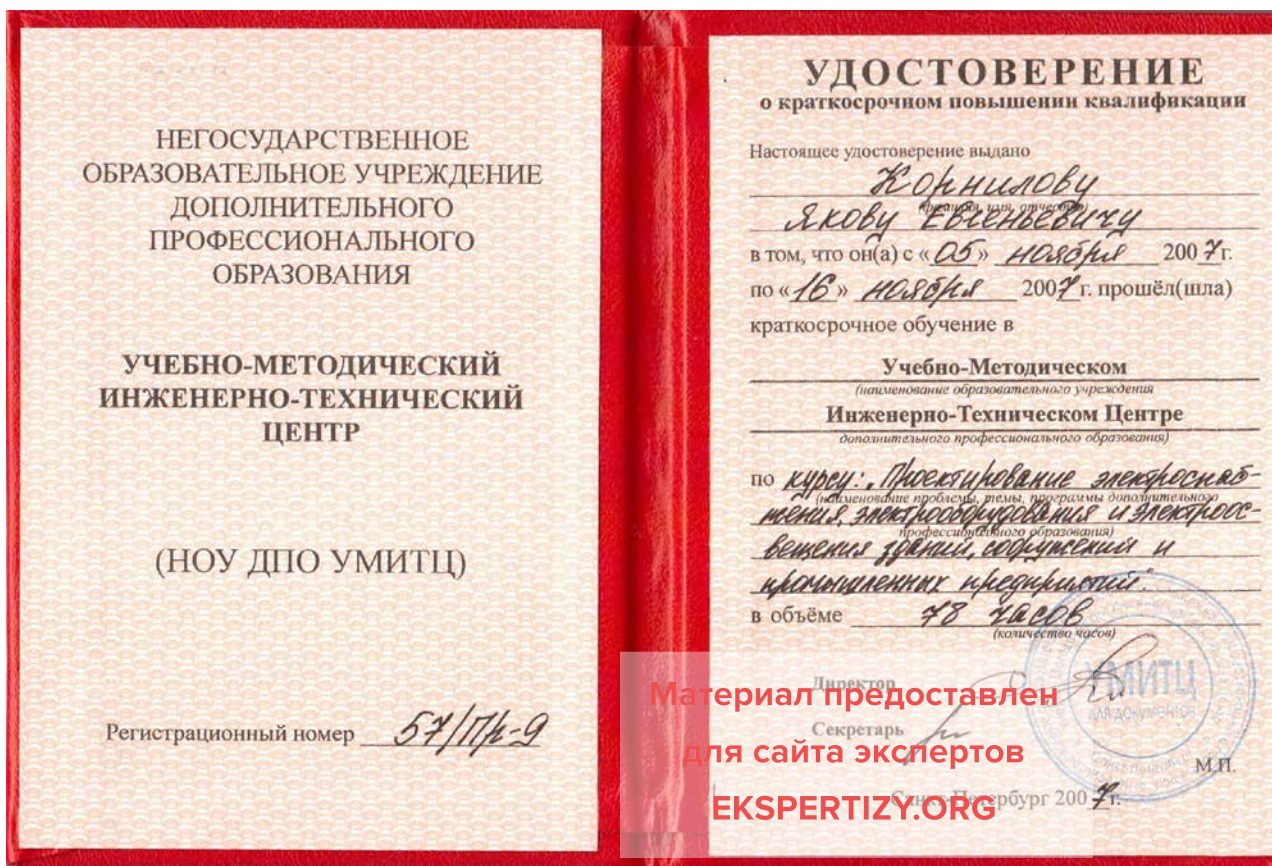 НЕГОСУДАРСТВЕННОЕ
ОБРАЗОВАТЕЛЬНОЕ УЧРЕЖДЕНИЕ
ДОПОЛНИТЕЛЬНОГО
ПРОФЕССИОНАЛЬНОГО
ОБРАЗОВАНИЯ
УЧЕБНО-МЕТОДИЧЕСКИЙ
ИНЖЕНЕРНО-ТЕХНИЧЕСКИЙ
ЦЕНТР
(НОУ ДПО УМИТЦ)
Регистрационный номер 57/Пр-9
УДОСТОВЕРЕНИЕ
о краткосрочном повышении квалификации
Настоящее удостоверение выдано
Корнилову
(фамилия, имя, отчество)
Якову Евгеньевичу
в том, что он(а) с «05» ноября 2007 г.
по «16» ноября 2007 г. прошёл(шла)
краткосрочное обучение в
Учебно-Методическом
(наименование образовательного учреждения
Инженерно-Техническом Центре
дополнительного профессионального образования)
по курсу: „Проектирование электроснаб-
(наименование проблемы, темы, программы дополнительного
жения, электрооборудования и электроос-
профессионального образования)
вещения зданий, сооружений и
промышленных предприятий".
в объёме 78 часов
(количество часов)
Директор
Секретарь
УМИТЦ
ДЛЯ ДОКУМЕНТОВ
М.П.
Санкт-Петербург 2007 г.
Материал предоставлен
для сайта экспертов
EKSPERTIZY.ORG